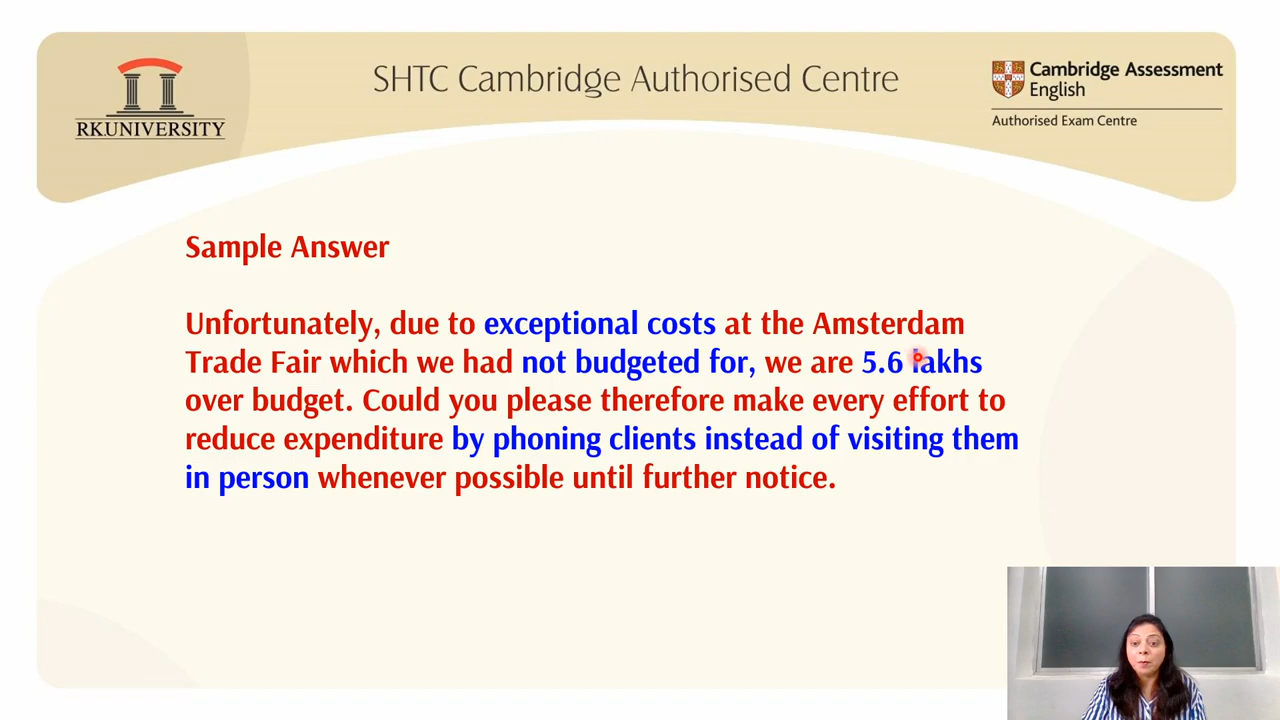 SHTC Cambridge Authorised Centre
RKUNIVERSITY
Cambridge Assessment
English
Authorised Exam Centre
Sample Answer
Unfortunately, due to exceptional costs at the Amsterdam
Trade Fair which we had not budgeted for, we are 5.6 lakhs
over budget. Could you please therefore make every effort to
reduce expenditure by phoning clients instead of visiting them
in person whenever possible until further notice.